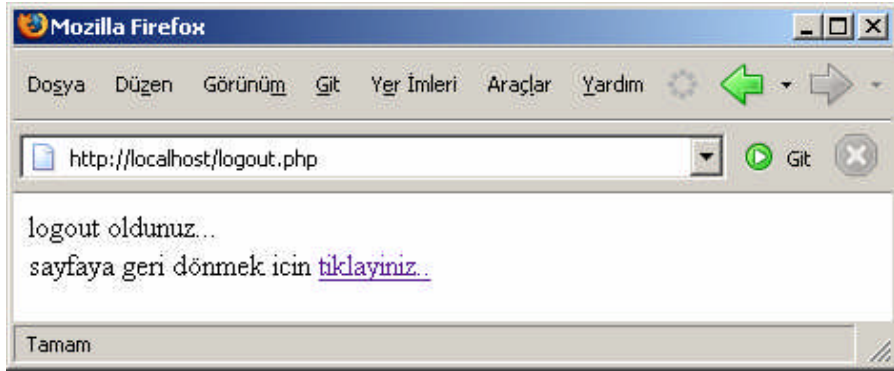 Mozilla Firefox
Dosya Düzen Görünüm Git Yer İmleri Araçlar Yardım
http://localhost/logout.php Git
logout oldunuz...
sayfaya geri dönmek icin tiklayiniz..
Tamam